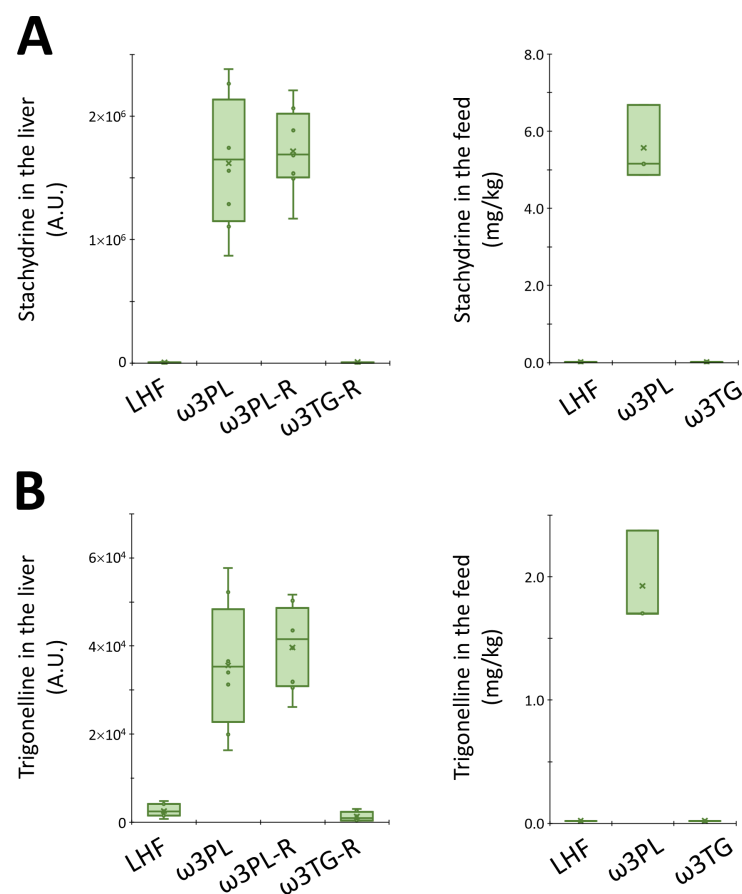 A
Stachydrine in the liver
(A.U.)
2×10⁶
1×10⁶
0
LHF
ω3PL
ω3PL-R
ω3TG-R
Stachydrine in the feed
(mg/kg)
8.0
6.0
4.0
2.0
0.0
LHF
ω3PL
ω3TG
B
Trigonelline in the liver
(A.U.)
6×10⁴
4×10⁴
2×10⁴
0
LHF
ω3PL
ω3PL-R
ω3TG-R
Trigonelline in the feed
(mg/kg)
2.0
1.0
0.0
LHF
ω3PL
ω3TG